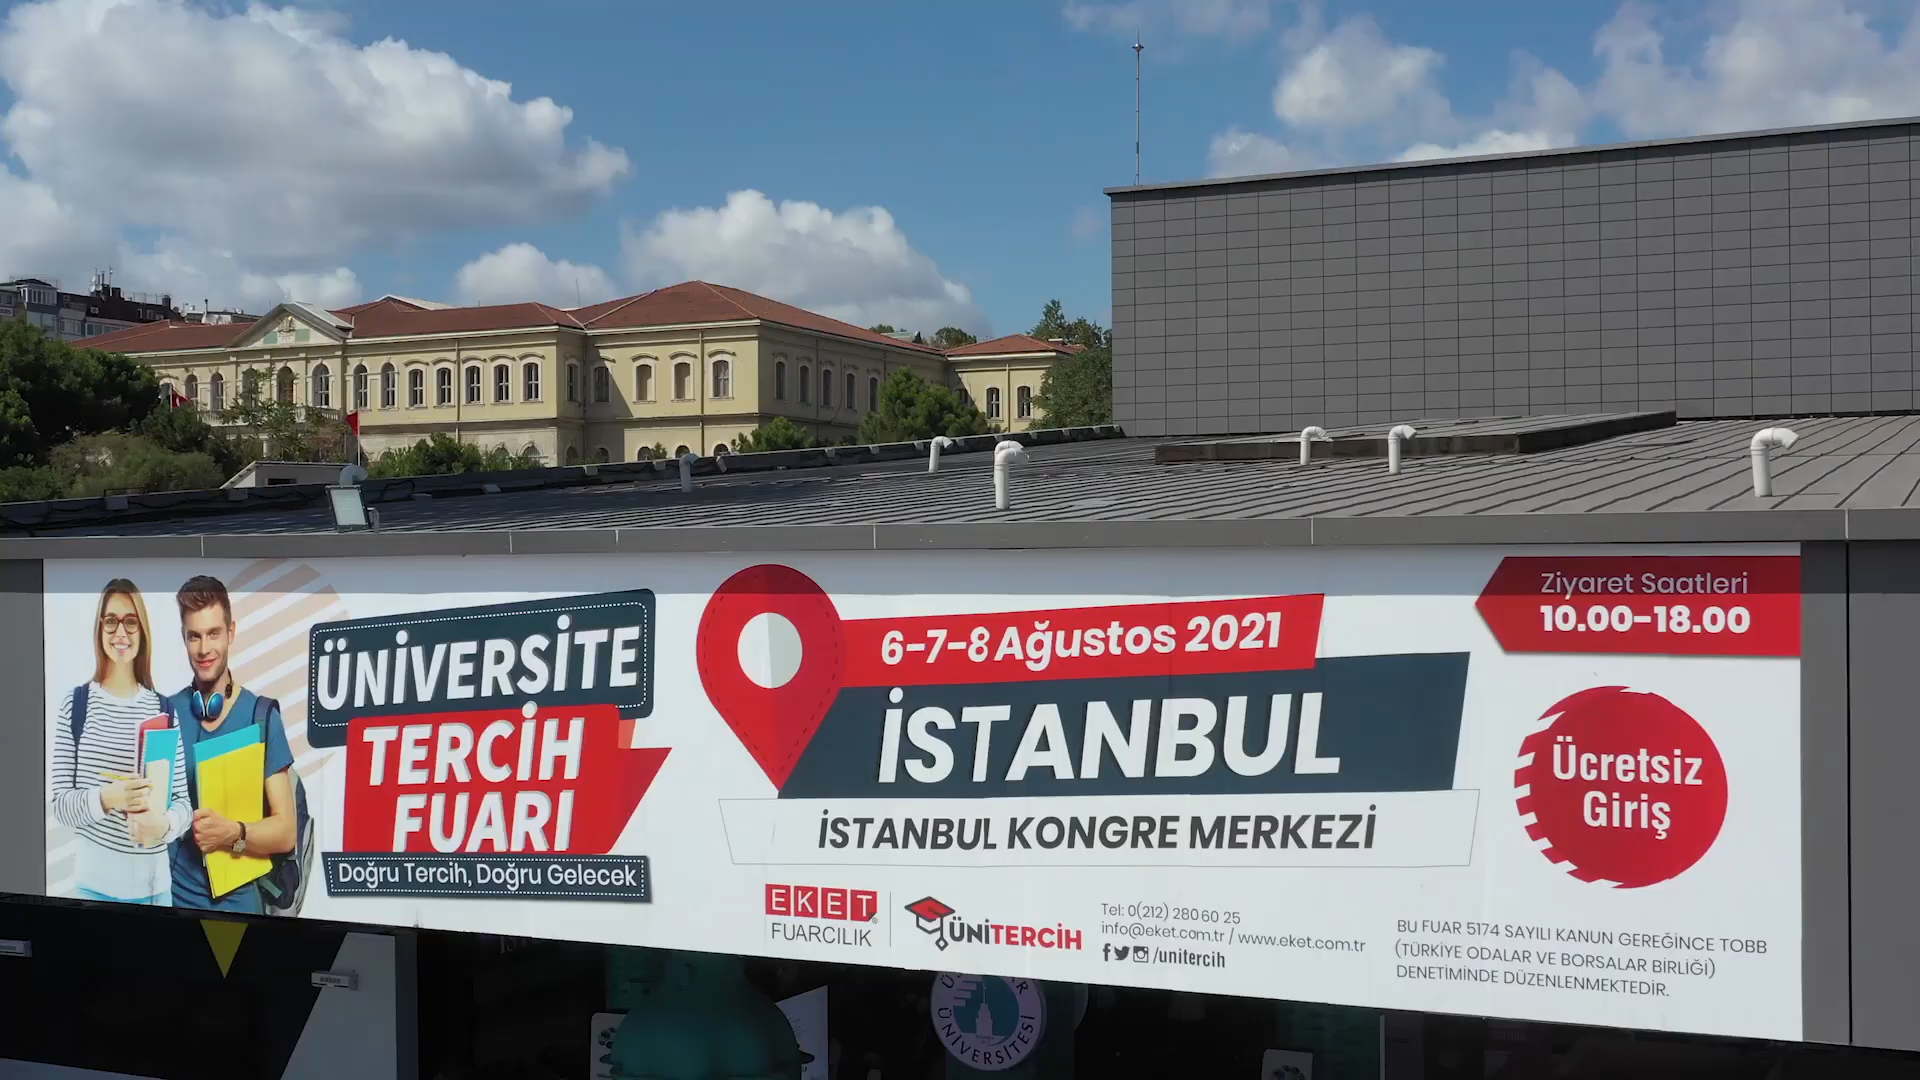 ÜNİVERSİTE
TERCİH
FUARI
Doğru Tercih, Doğru Gelecek
6-7-8 Ağustos 2021
İSTANBUL
İSTANBUL KONGRE MERKEZİ
EKET
FUARCILIK
ÜNİTERCİH
Tel: 0(212) 280 60 25
info@eket.com.tr / www.eket.com.tr
/unitercih
Ziyaret Saatleri
10.00-18.00
Ücretsiz
Giriş
BU FUAR 5174 SAYILI KANUN GEREĞİNCE TOBB
(TÜRKİYE ODALAR VE BORSALAR BİRLİĞİ)
DENETİMİNDE DÜZENLENMEKTEDİR.
ÜNİVERSİTESİ